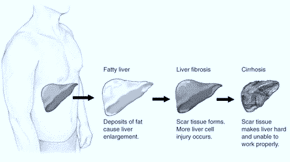 Fatty liver
Deposits of fat
cause liver
enlargement.
Liver fibrosis
Scar tissue forms.
More liver cell
injury occurs.
Cirrhosis
Scar tissue
makes liver hard
and unable to
work properly.